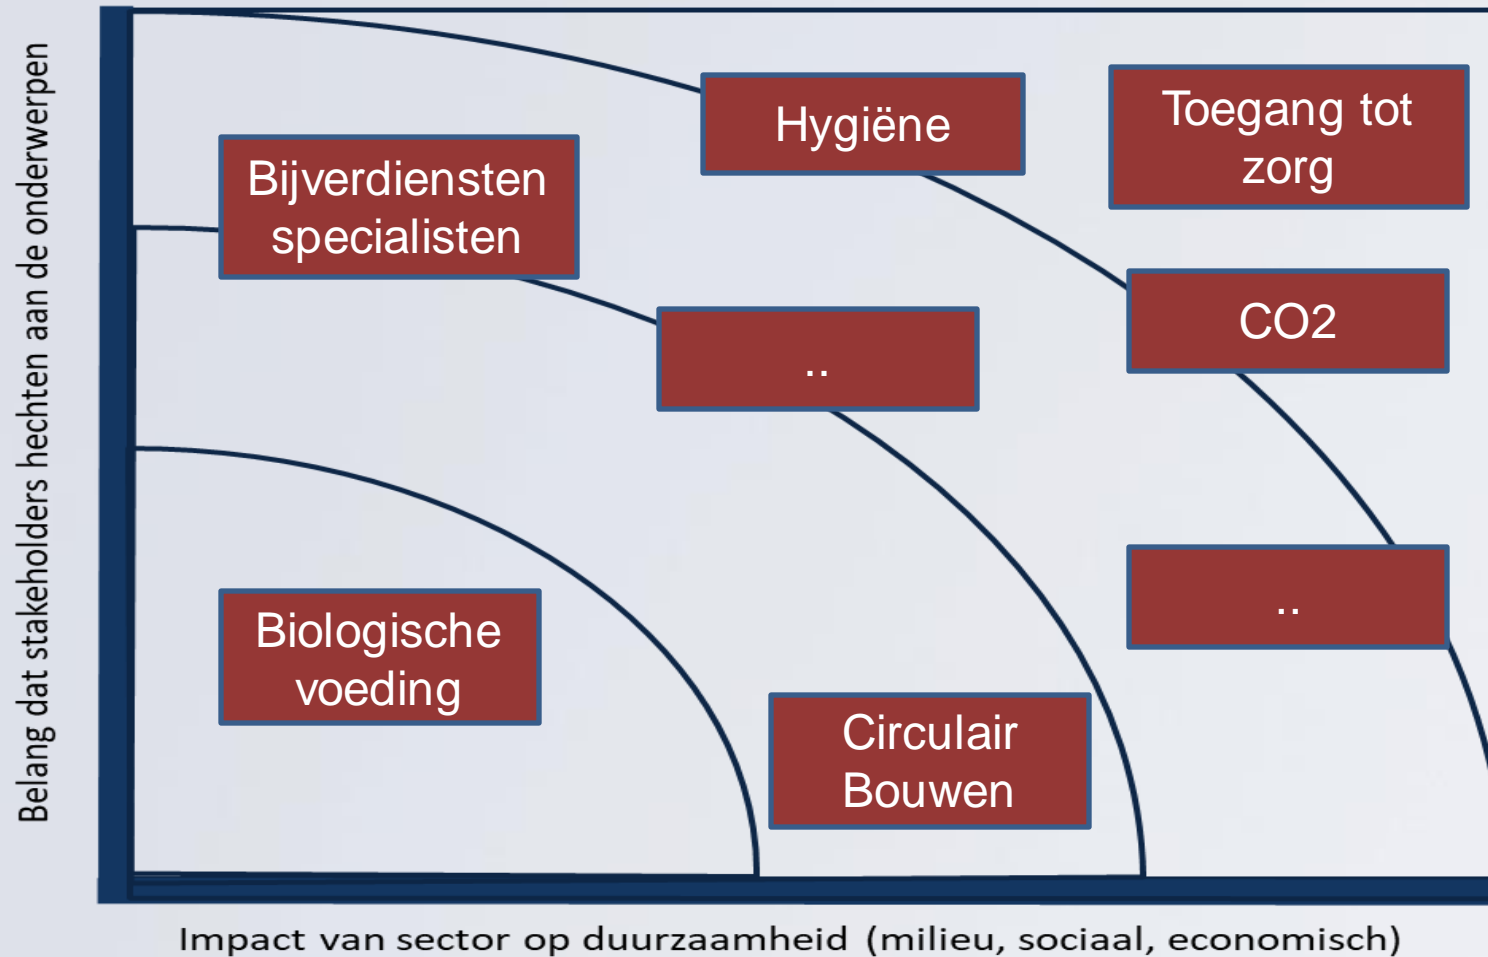 Belang dat stakeholders hechten aan de onderwerpen
Hygiëne
Toegang tot
zorg
Bijverdiensten
specialisten
CO2
..
..
Biologische
voeding
Circulair
Bouwen
Impact van sector op duurzaamheid (milieu, sociaal, economisch)